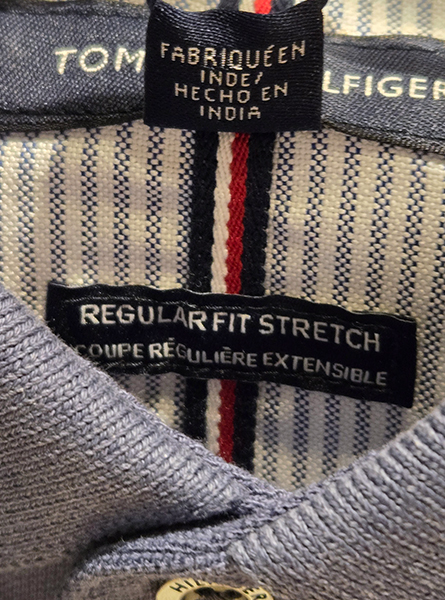 TOM LFIGER
FABRIQUÉ EN
INDE/
HECHO EN
INDIA
REGULAR FIT STRETCH
COUPE RÉGULIÈRE EXTENSIBLE